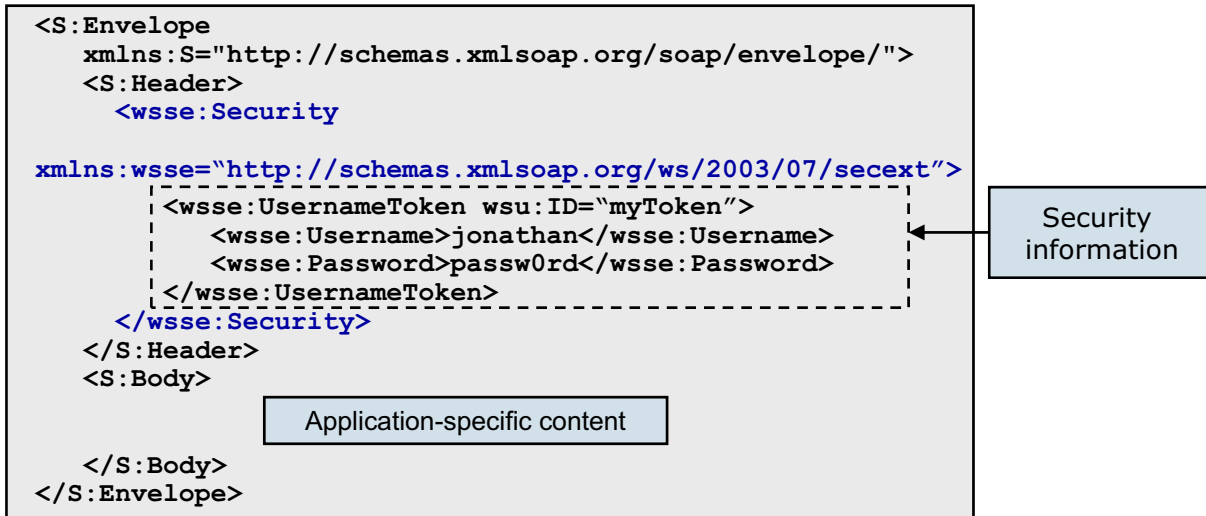 <S:Envelope
xmlns:S="http://schemas.xmlsoap.org/soap/envelope/">
<S:Header>
<wsse:Security
xmlns:wsse=“http://schemas.xmlsoap.org/ws/2003/07/secext”>
<wsse:UsernameToken wsu:ID=“myToken”>
<wsse:Username>jonathan</wsse:Username>
<wsse:Password>passw0rd</wsse:Password>
</wsse:UsernameToken>
</wsse:Security>
</S:Header>
<S:Body>
Application-specific content
</S:Body>
</S:Envelope>
Security
information